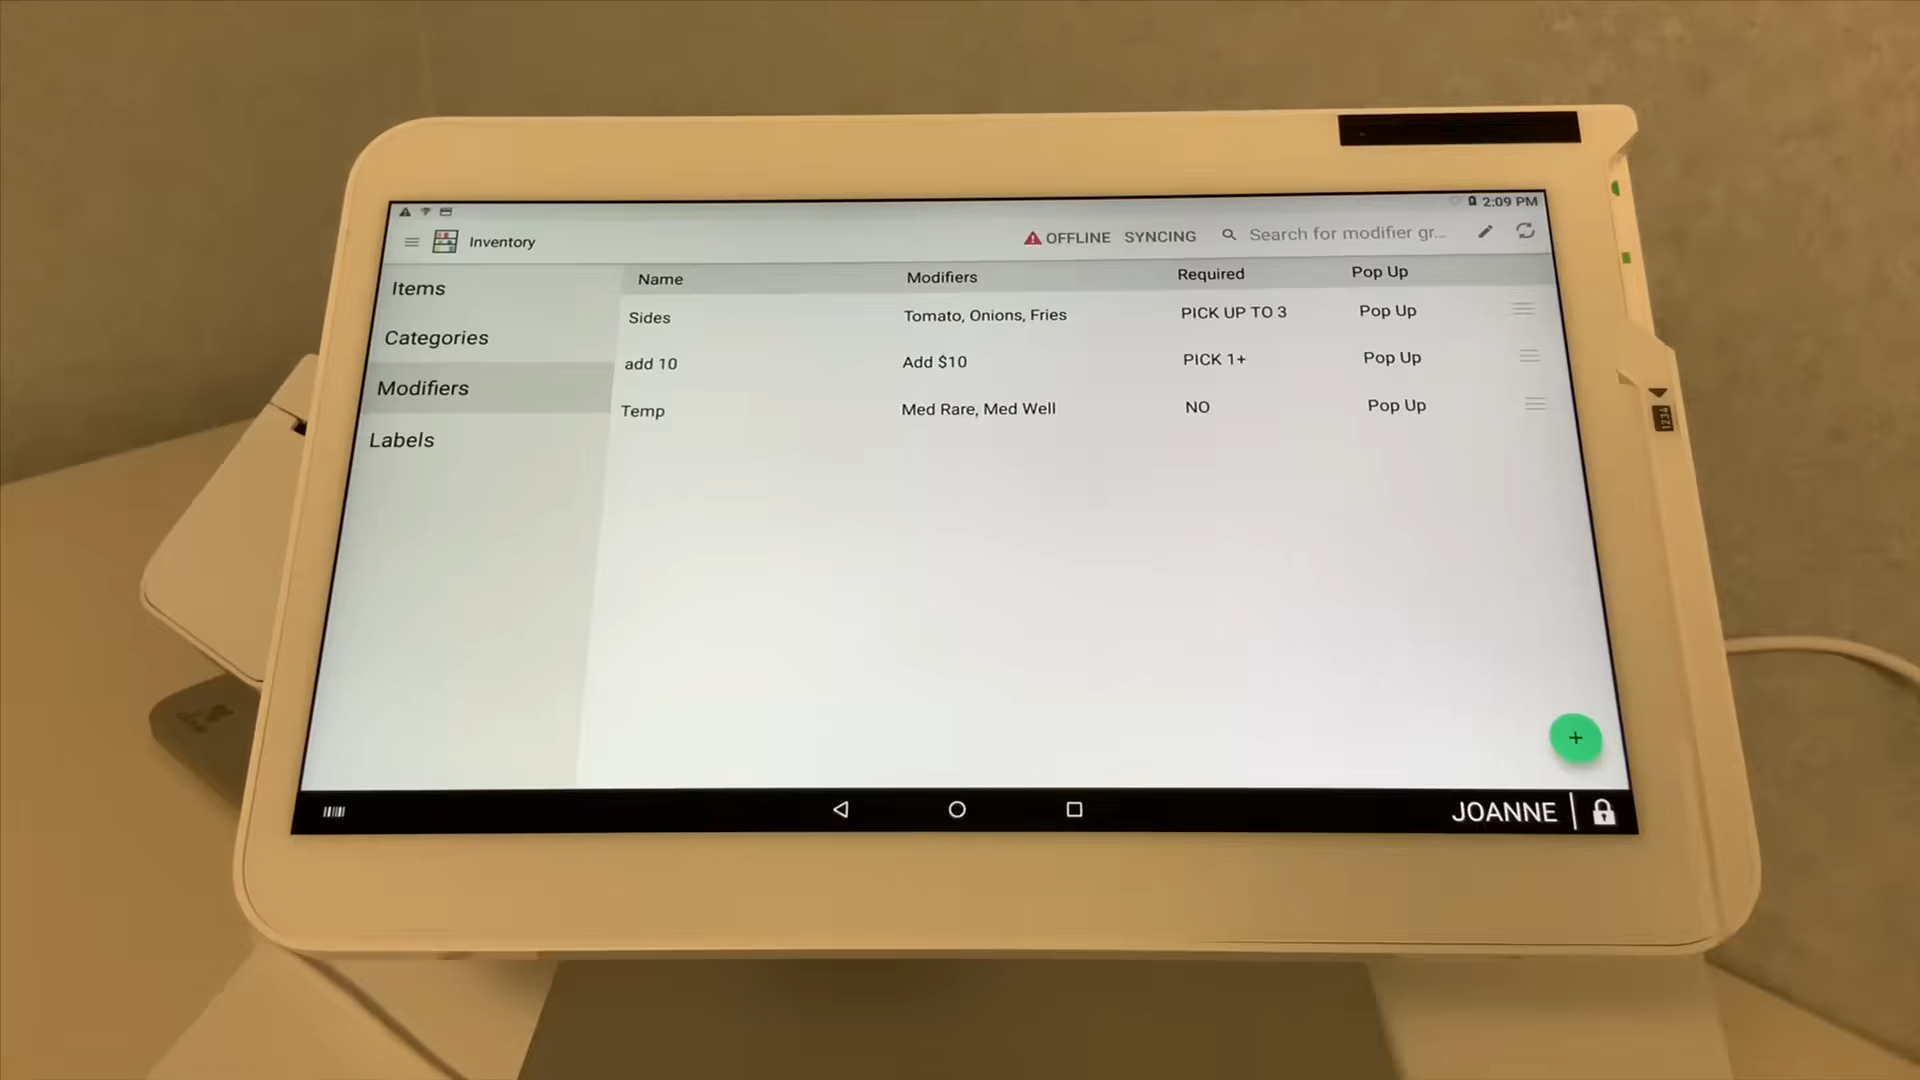 2:09 PM
Inventory OFFLINE SYNCING Search for modifier gr...
Items
Categories
Modifiers
Labels
Name Modifiers Required Pop Up
Sides Tomato, Onions, Fries PICK UP TO 3 Pop Up
add 10 Add $10 PICK 1+ Pop Up
Temp Med Rare, Med Well NO Pop Up
+
JOANNE
1234